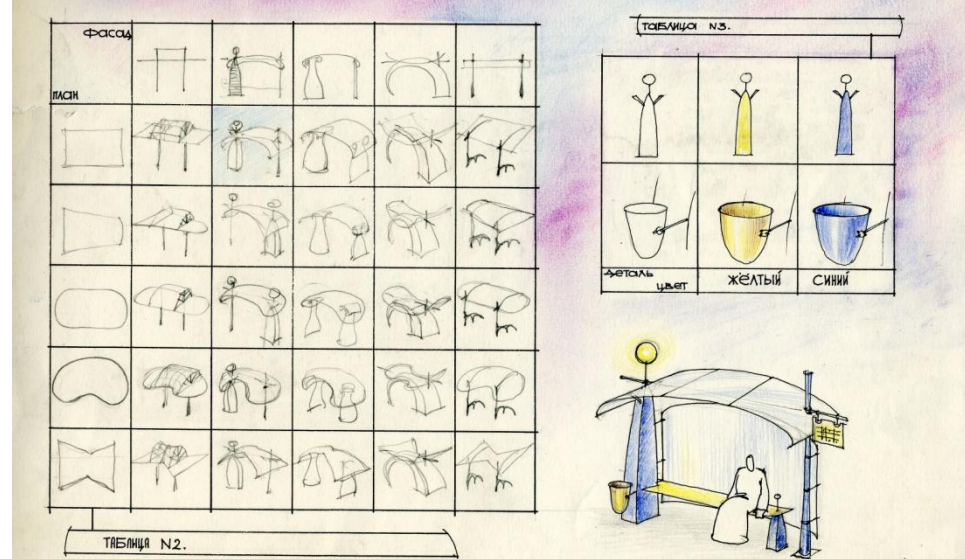 ФАСАД
ПЛАН
ТАБЛИЦА N2.
ТАБЛИЦА N3.
ДЕТАЛЬ
ЦВЕТ
ЖЁЛТЫЙ
СИНИЙ